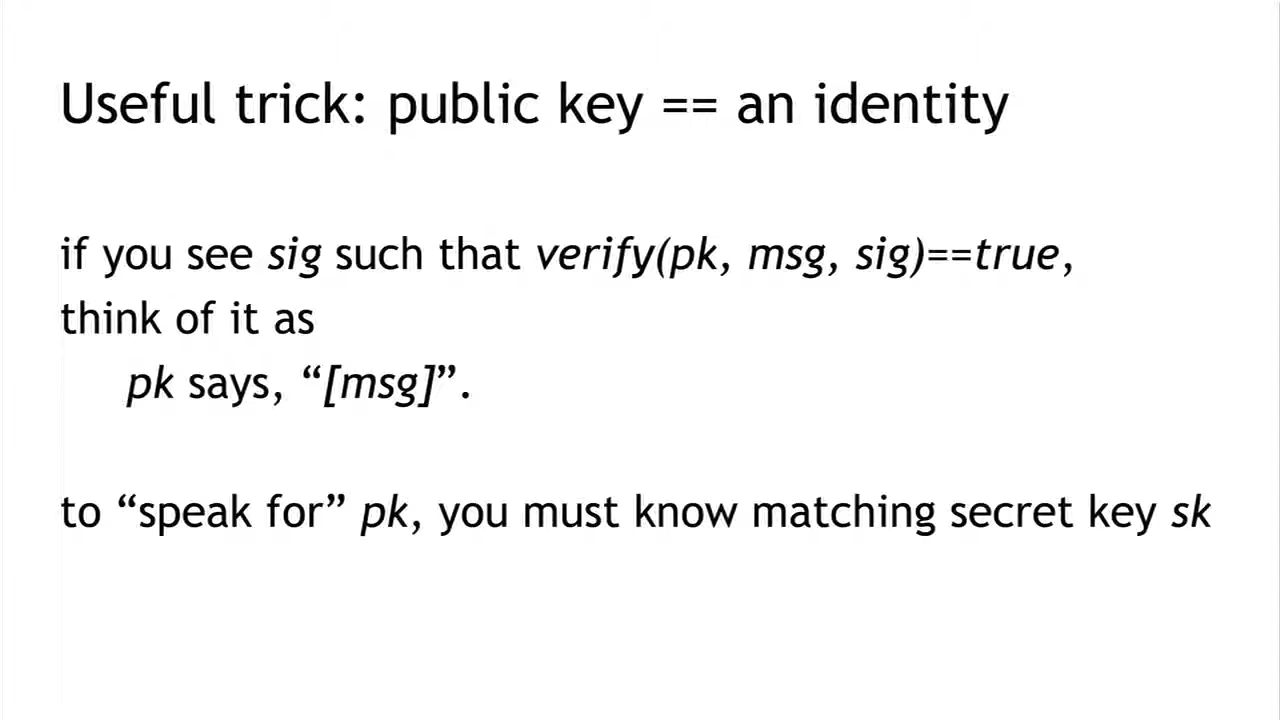 Useful trick: public key == an identity
if you see sig such that verify(pk, msg, sig)==true,
think of it as
pk says, “[msg]”.
to “speak for” pk, you must know matching secret key sk